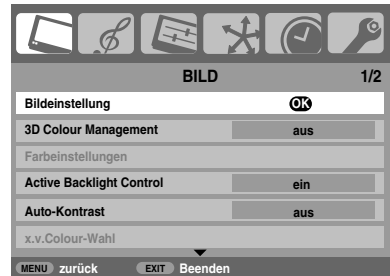 BILD 1/2
Bildeinstellung OK
3D Colour Management aus
Farbeinstellungen
Active Backlight Control ein
Auto-Kontrast aus
x.v.Colour-Wahl
MENU zurück EXIT Beenden